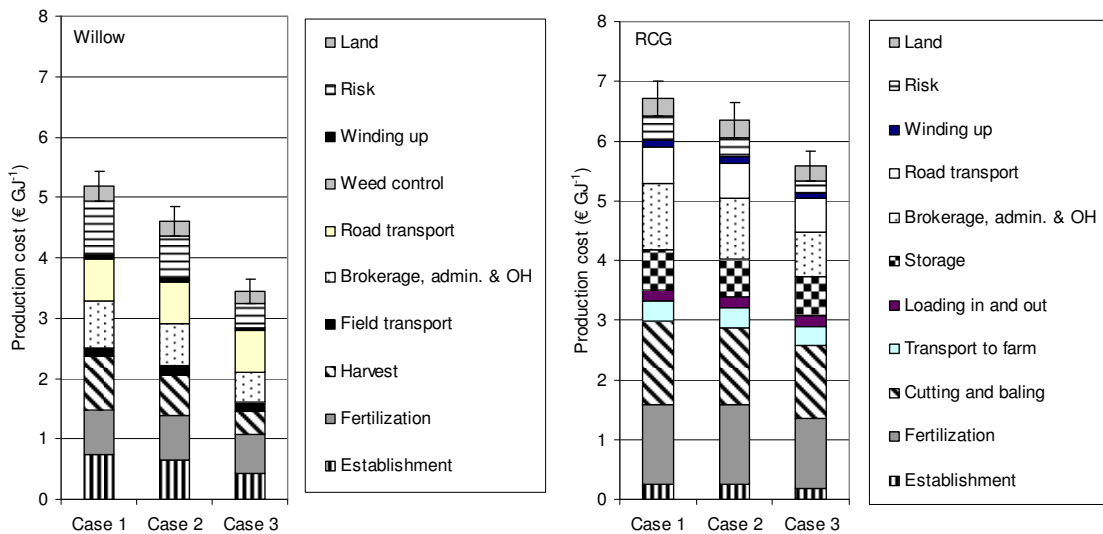 Willow
Production cost (€ GJ⁻¹)
8
7
6
5
4
3
2
1
0
Case 1 Case 2 Case 3
Land
Risk
Winding up
Weed control
Road transport
Brokerage, admin. & OH
Field transport
Harvest
Fertilization
Establishment
RCG
Production cost (€ GJ⁻¹)
8
7
6
5
4
3
2
1
0
Case 1 Case 2 Case 3
Land
Risk
Winding up
Road transport
Brokerage, admin. & OH
Storage
Loading in and out
Transport to farm
Cutting and baling
Fertilization
Establishment